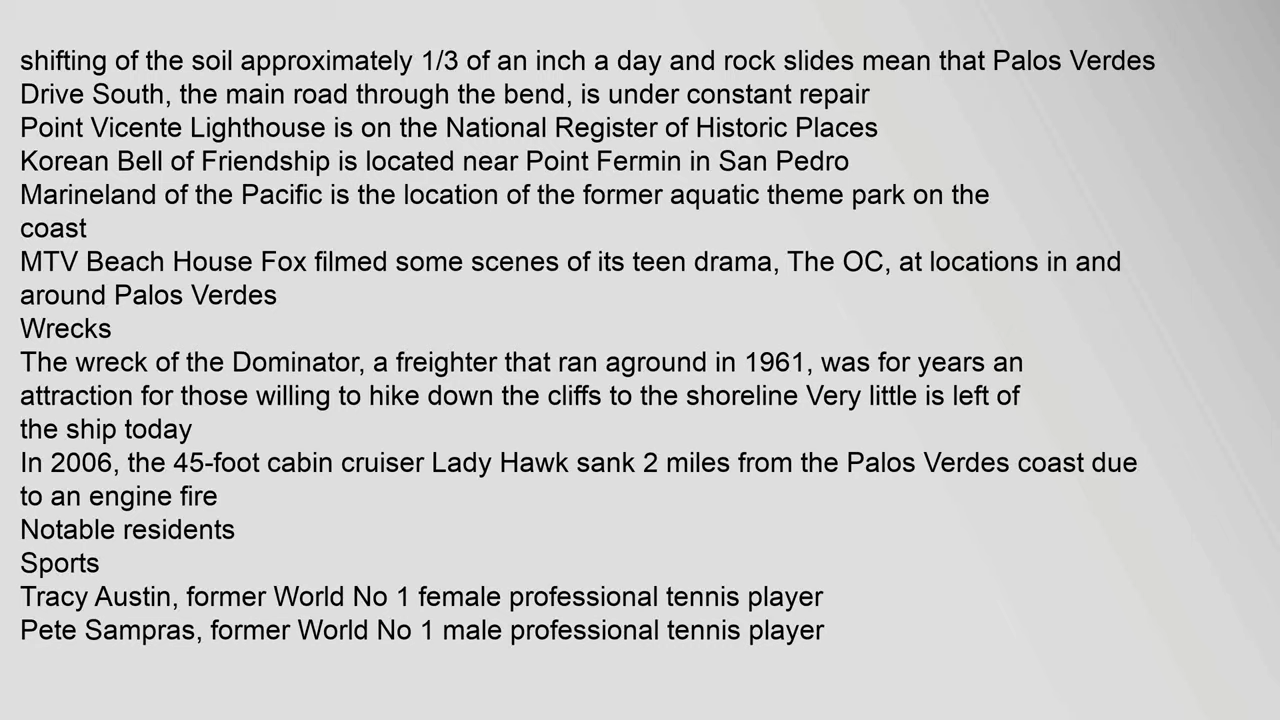 shifting of the soil approximately 1/3 of an inch a day and rock slides mean that Palos Verdes
Drive South, the main road through the bend, is under constant repair
Point Vicente Lighthouse is on the National Register of Historic Places
Korean Bell of Friendship is located near Point Fermin in San Pedro
Marineland of the Pacific is the location of the former aquatic theme park on the
coast
MTV Beach House Fox filmed some scenes of its teen drama, The OC, at locations in and
around Palos Verdes
Wrecks
The wreck of the Dominator, a freighter that ran aground in 1961, was for years an
attraction for those willing to hike down the cliffs to the shoreline Very little is left of
the ship today
In 2006, the 45-foot cabin cruiser Lady Hawk sank 2 miles from the Palos Verdes coast due
to an engine fire
Notable residents
Sports
Tracy Austin, former World No 1 female professional tennis player
Pete Sampras, former World No 1 male professional tennis player